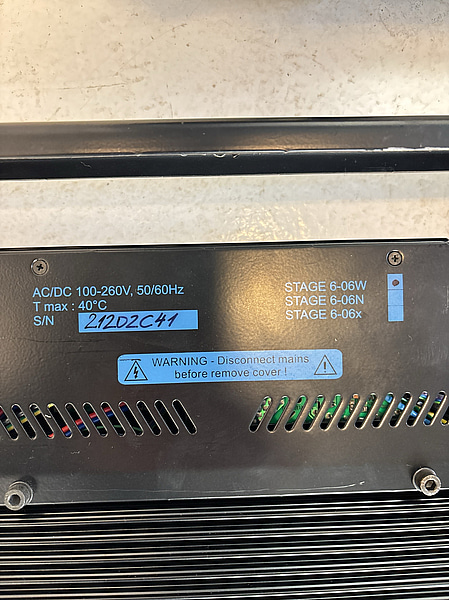 AC/DC 100-260V, 50/60Hz
T max : 40°C
S/N 21202C41
STAGE 6-06W
STAGE 6-06N
STAGE 6-06x
WARNING - Disconnect mains
before remove cover !